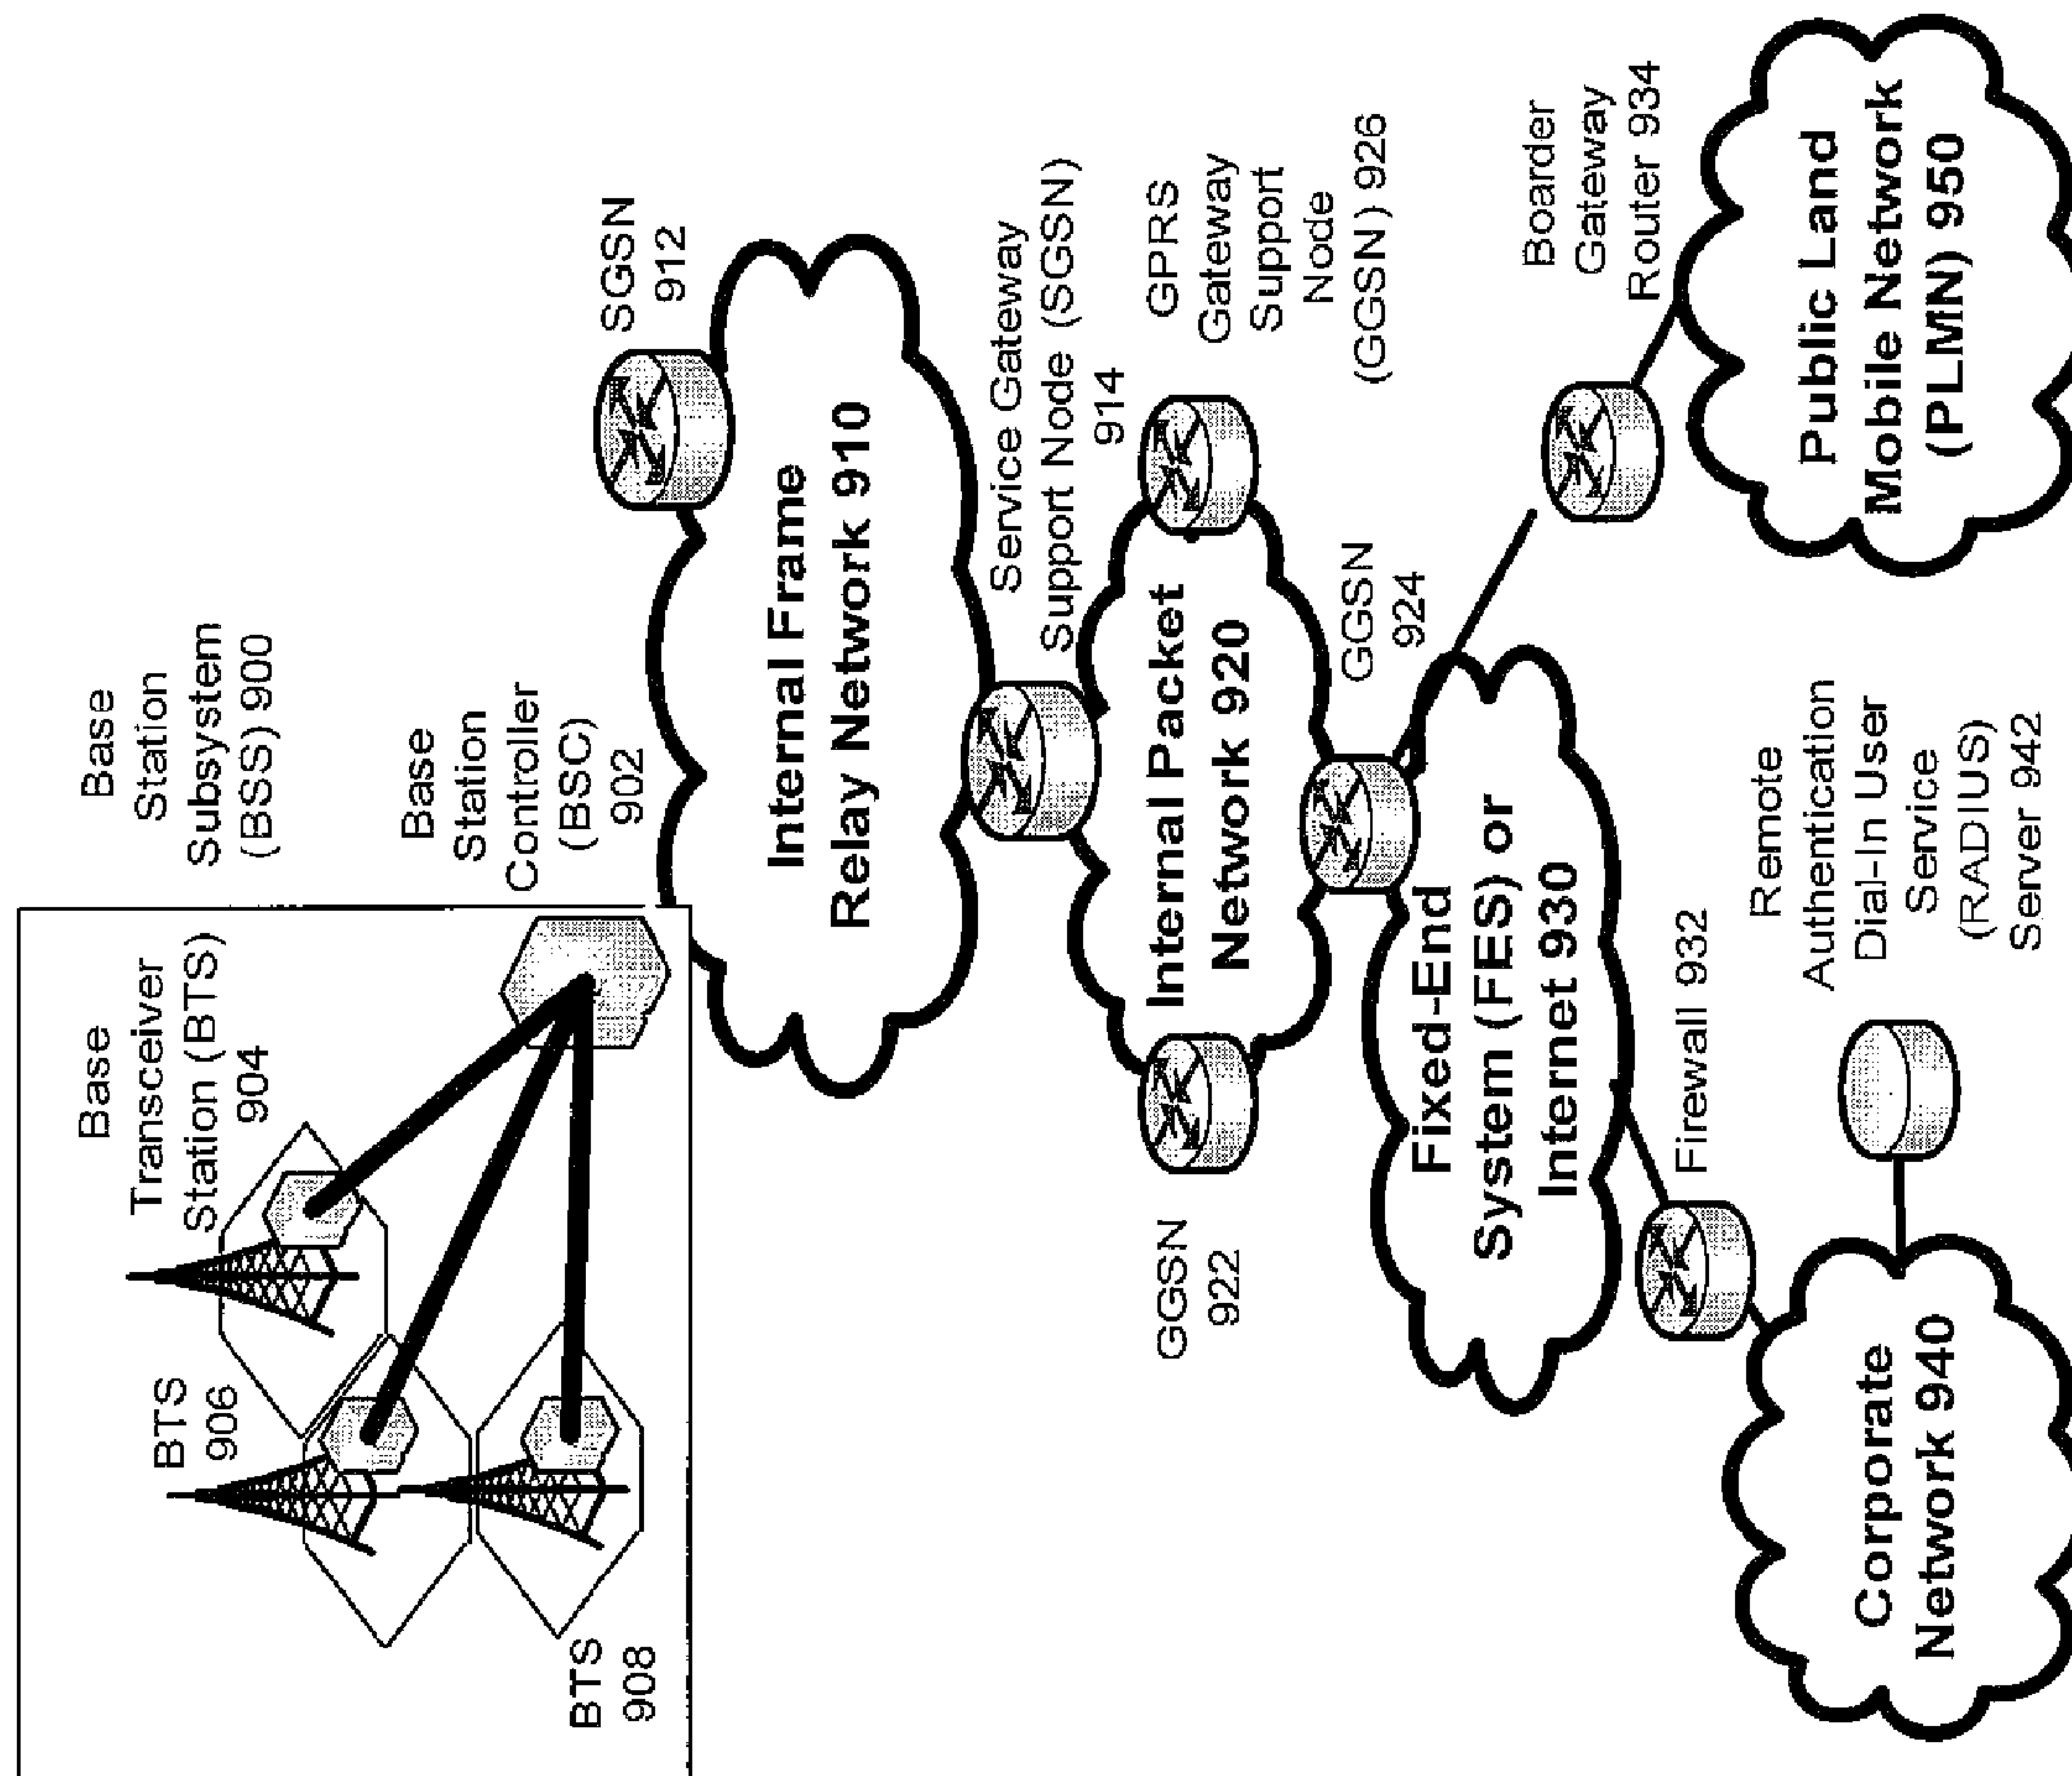 Base
Station
Subsystem
(BSS) 900
Base
Transceiver
Station (BTS)
904
BTS
906
BTS
908
Base
Station
Controller
(BSC)
902
SGSN
912
Internal Frame
Relay Network 910
Service Gateway
Support Node (SGSN)
914
GGSN
922
Internal Packet
Network 920
GPRS
Gateway
Support
Node
(GGSN) 926
GGSN
924
Fixed-End
System (FES) or
Internet 930
Boarder
Gateway
Router 934
Firewall 932
Remote
Authentication
Dial-In User
Service
(RADIUS)
Server 942
Corporate
Network 940
Public Land
Mobile Network
(PLMN) 950